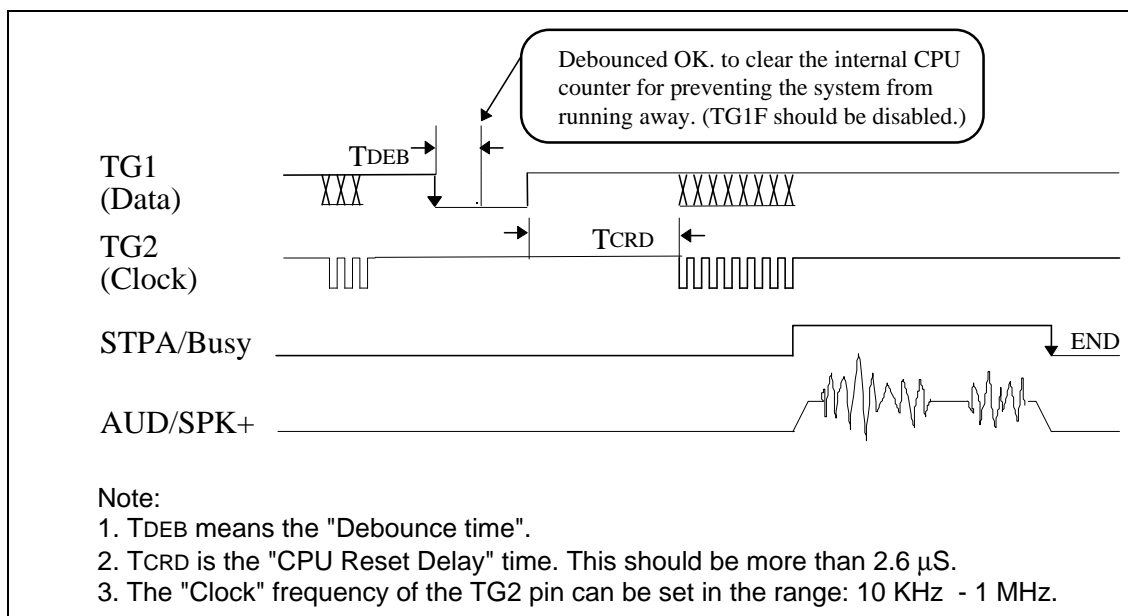 Debounced OK. to clear the internal CPU
counter for preventing the system from
running away. (TG1F should be disabled.)
TDEB
TG1
(Data)
TCRD
TG2
(Clock)
STPA/Busy
END
AUD/SPK+
Note:
1. TDEB means the "Debounce time".
2. TCRD is the "CPU Reset Delay" time. This should be more than 2.6 μS.
3. The "Clock" frequency of the TG2 pin can be set in the range: 10 KHz - 1 MHz.